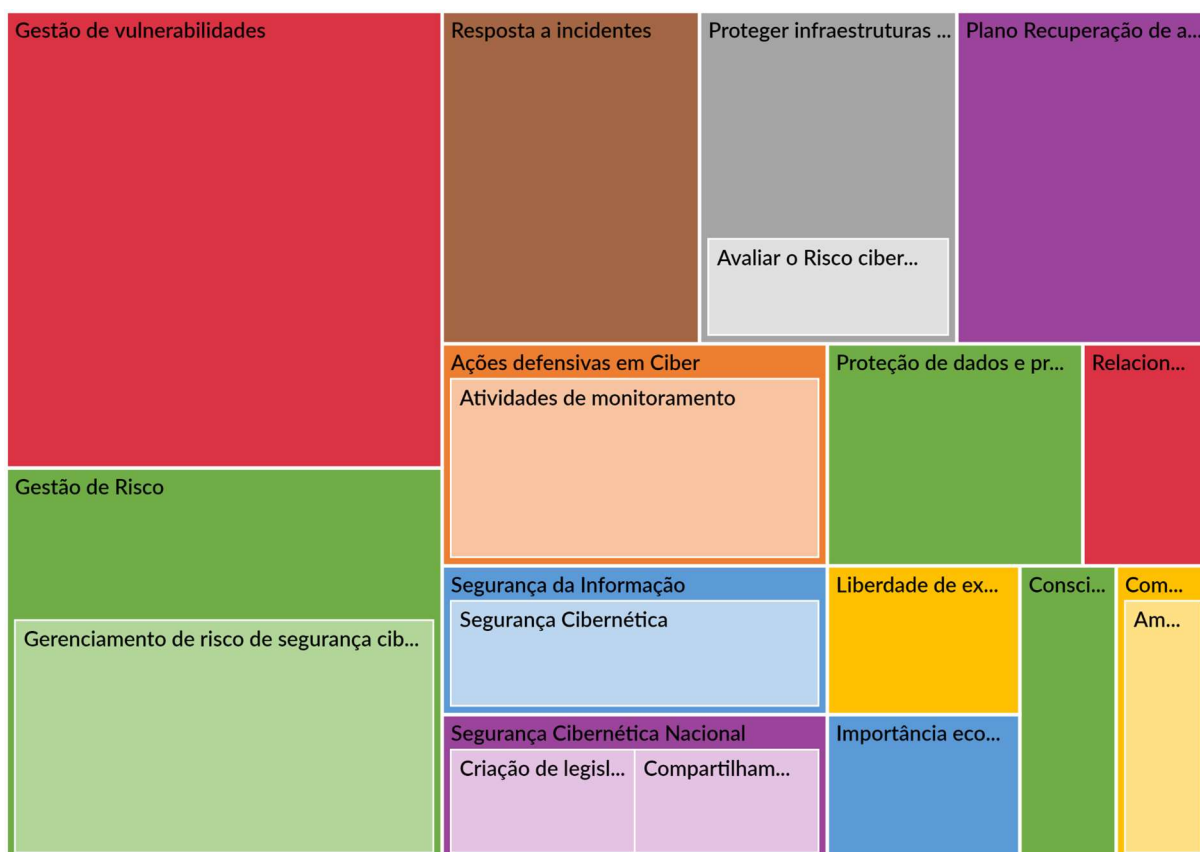 Gestão de vulnerabilidades
Resposta a incidentes
Proteger infraestruturas ...
Plano Recuperação de a...
Avaliar o Risco ciber...
Ações defensivas em Ciber
Atividades de monitoramento
Proteção de dados e pr...
Relacion...
Gestão de Risco
Gerenciamento de risco de segurança cib...
Segurança da Informação
Segurança Cibernética
Liberdade de ex...
Consci...
Com...
Am...
Segurança Cibernética Nacional
Criação de legisl...
Compartilham...
Importância eco...